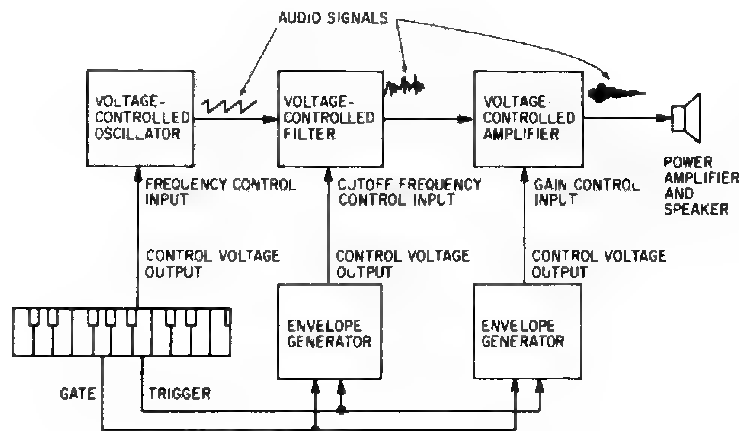 AUDIO SIGNALS
VOLTAGE-
CONTROLLED
OSCILLATOR
VOLTAGE-
CONTROLLED
FILTER
VOLTAGE-
CONTROLLED
AMPLIFIER
POWER
AMPLIFIER
AND
SPEAKER
FREQUENCY CONTROL
INPUT
CUTOFF FREQUENCY
CONTROL INPUT
GAIN CONTROL
INPUT
CONTROL VOLTAGE
OUTPUT
CONTROL VOLTAGE
OUTPUT
CONTROL VOLTAGE
OUTPUT
ENVELOPE
GENERATOR
ENVELOPE
GENERATOR
GATE
TRIGGER